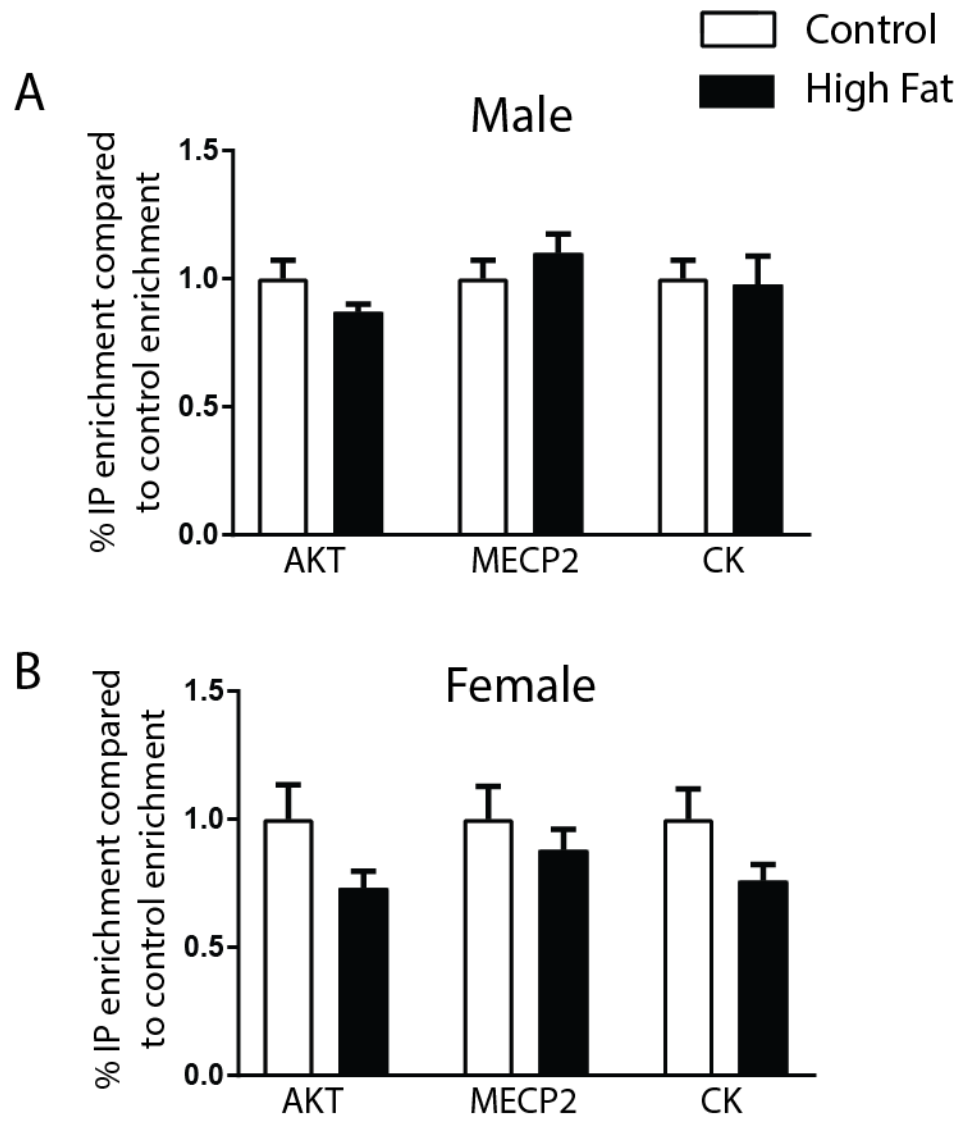 Control
High Fat
A
Male
% IP enrichment compared
to control enrichment
1.5
1.0
0.5
0.0
AKT MECP2 CK
B
Female
% IP enrichment compared
to control enrichment
1.5
1.0
0.5
0.0
AKT MECP2 CK